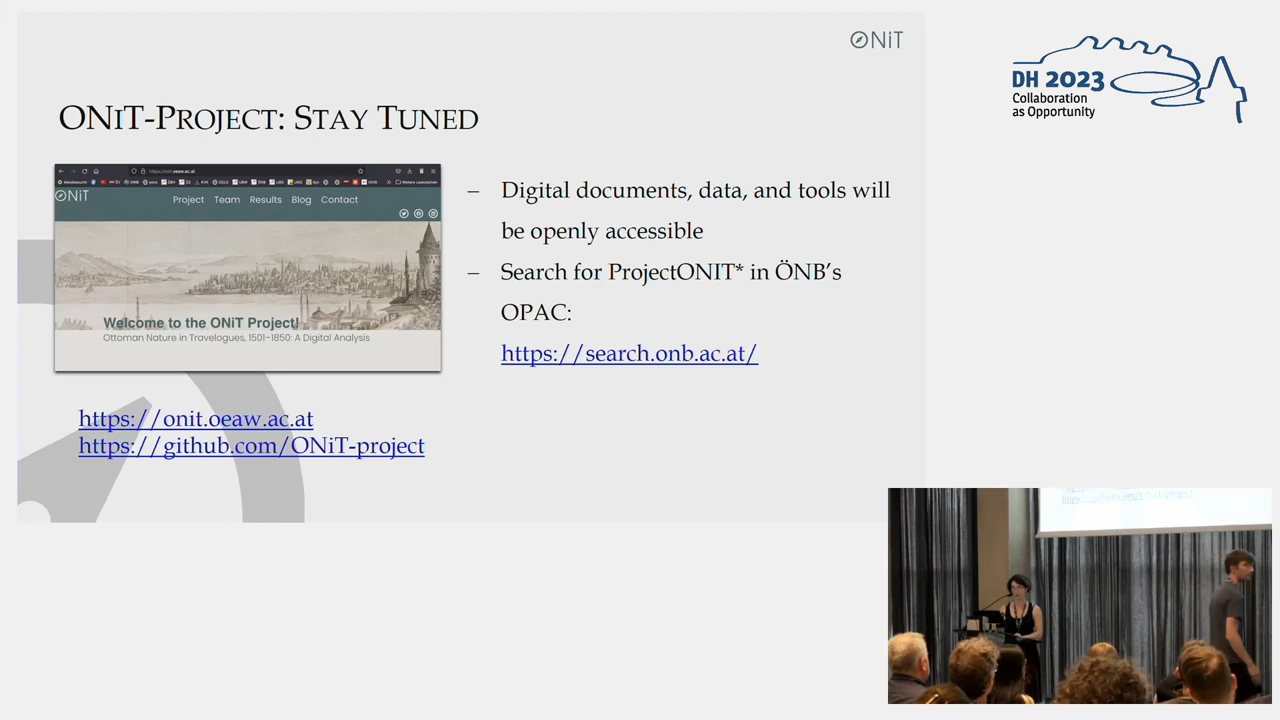 ONiT
DH 2023
Collaboration
as Opportunity
ONIT-PROJECT: STAY TUNED
ONiT
Project Team Results Blog Contact
Welcome to the ONiT Project!
Ottoman Nature in Travelogues, 1501–1850: A Digital Analysis
– Digital documents, data, and tools will
be openly accessible
– Search for ProjectONIT* in ÖNB’s
OPAC:
https://search.onb.ac.at/
https://onit.oeaw.ac.at
https://github.com/ONiT-project